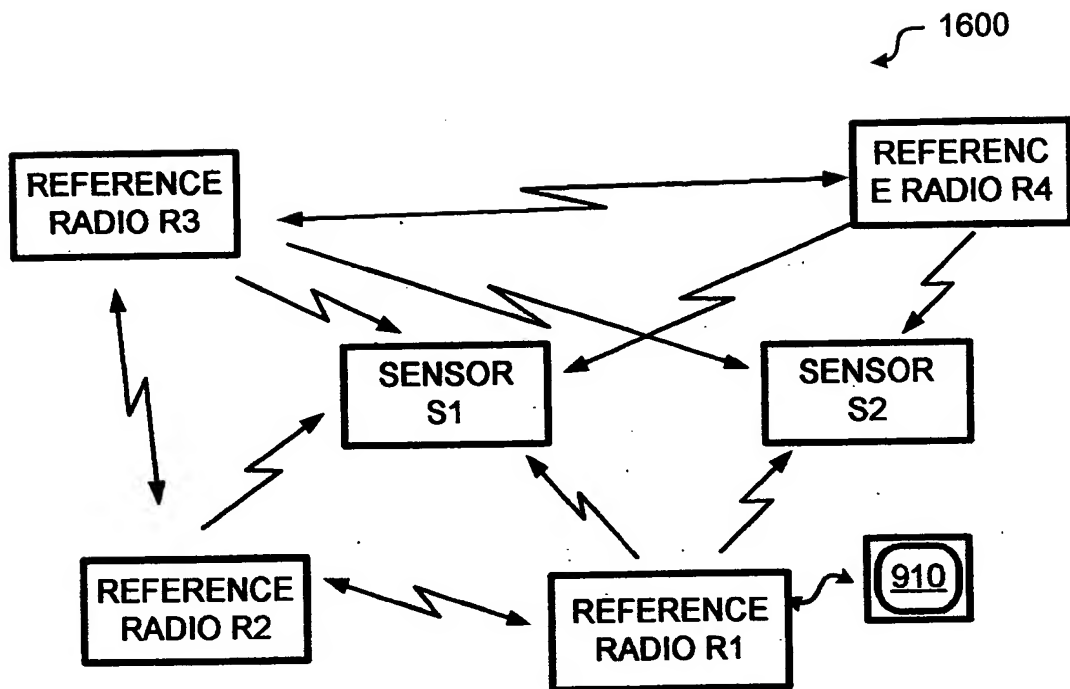 1600
REFERENCE
RADIO R3
REFERENC
E RADIO R4
SENSOR
S1
SENSOR
S2
REFERENCE
RADIO R2
REFERENCE
RADIO R1
910